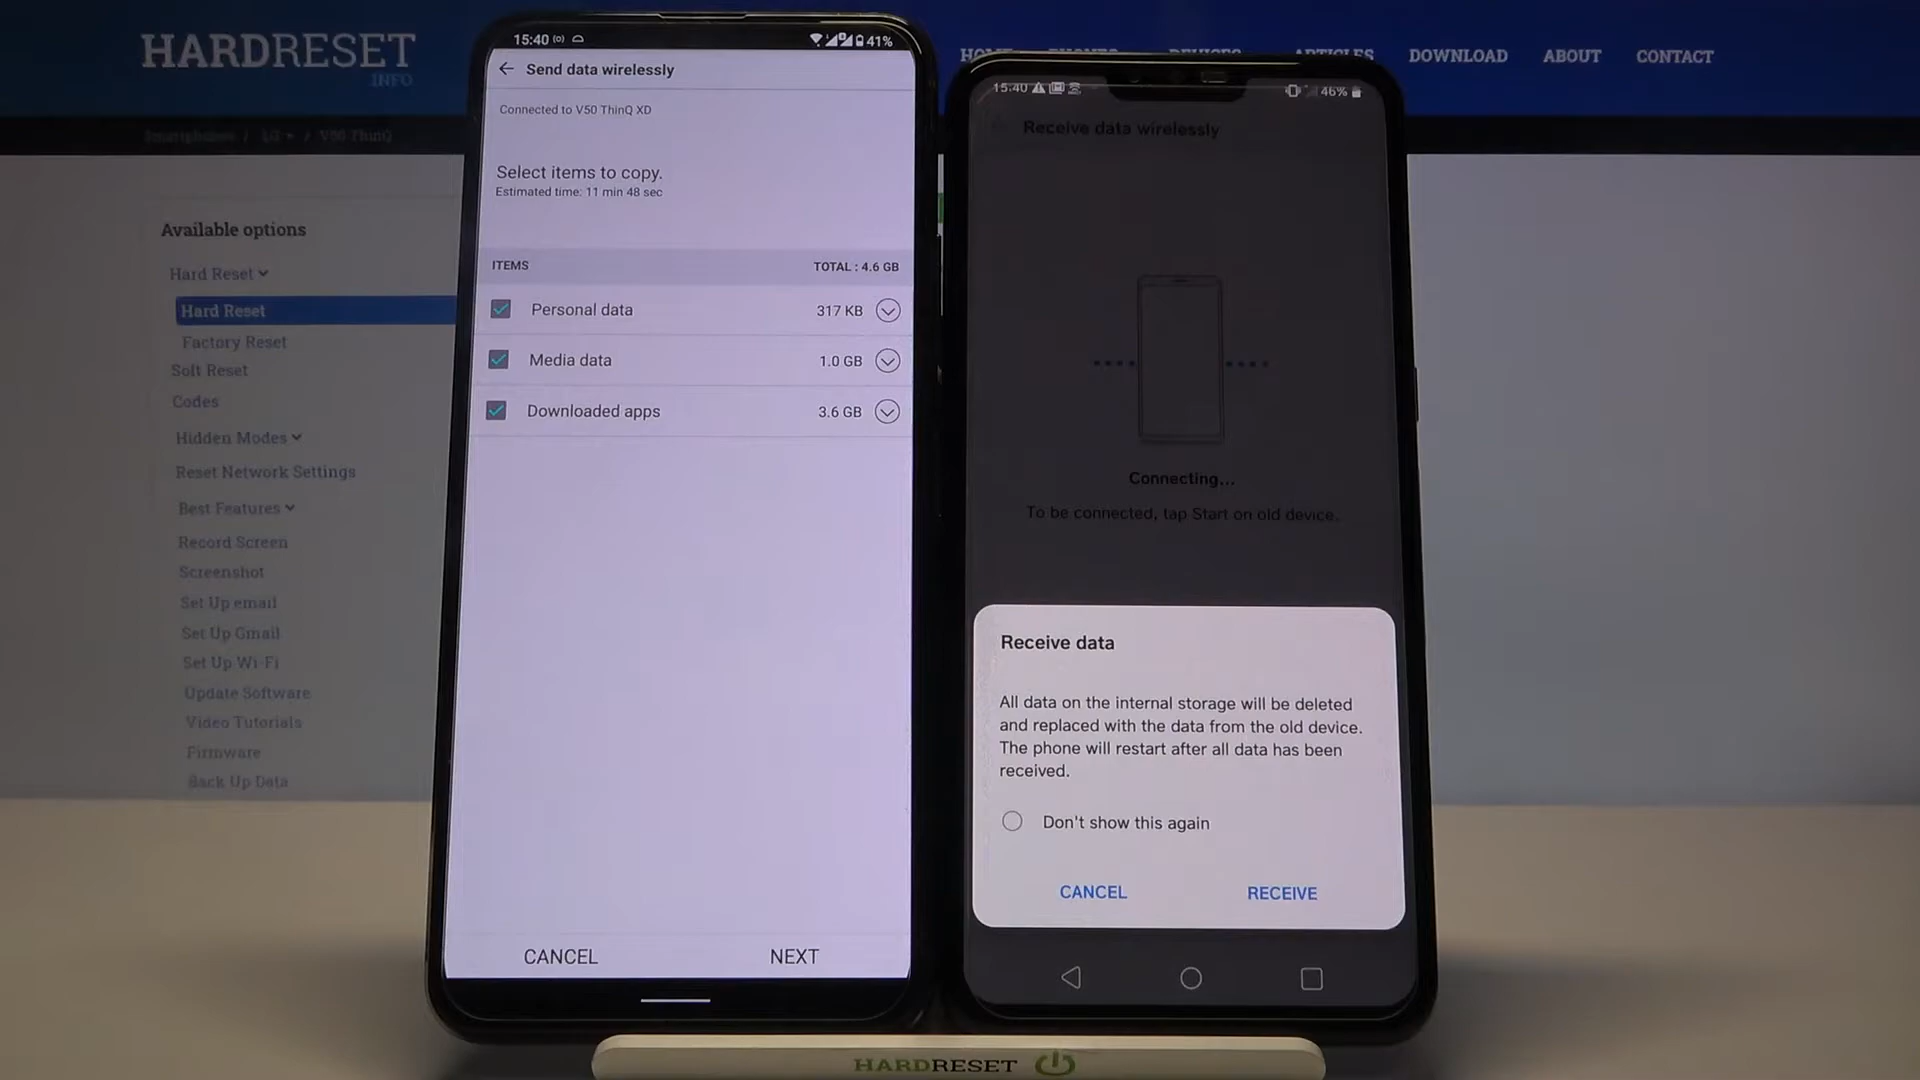 HARDRESET
INFO
DOWNLOAD
ABOUT
CONTACT
Smartphones / LG / V50 ThinQ
Available options
Hard Reset
Hard Reset
Factory Reset
Soft Reset
Codes
Hidden Modes
Reset Network Settings
Best Features
Record Screen
Screenshot
Set Up email
Set Up Gmail
Set Up Wi-Fi
Update Software
Video Tutorials
Firmware
Back Up Data
15:40
41%
Send data wirelessly
Connected to V50 ThinQ XD
Select items to copy.
Estimated time: 11 min 48 sec
ITEMS
TOTAL : 4.6 GB
Personal data
317 KB
Media data
1.0 GB
Downloaded apps
3.6 GB
CANCEL
NEXT
15:40
46%
Receive data wirelessly
Connecting...
To be connected, tap Start on old device.
Receive data
All data on the internal storage will be deleted
and replaced with the data from the old device.
The phone will restart after all data has been
received.
Don't show this again
CANCEL
RECEIVE
HARDRESET